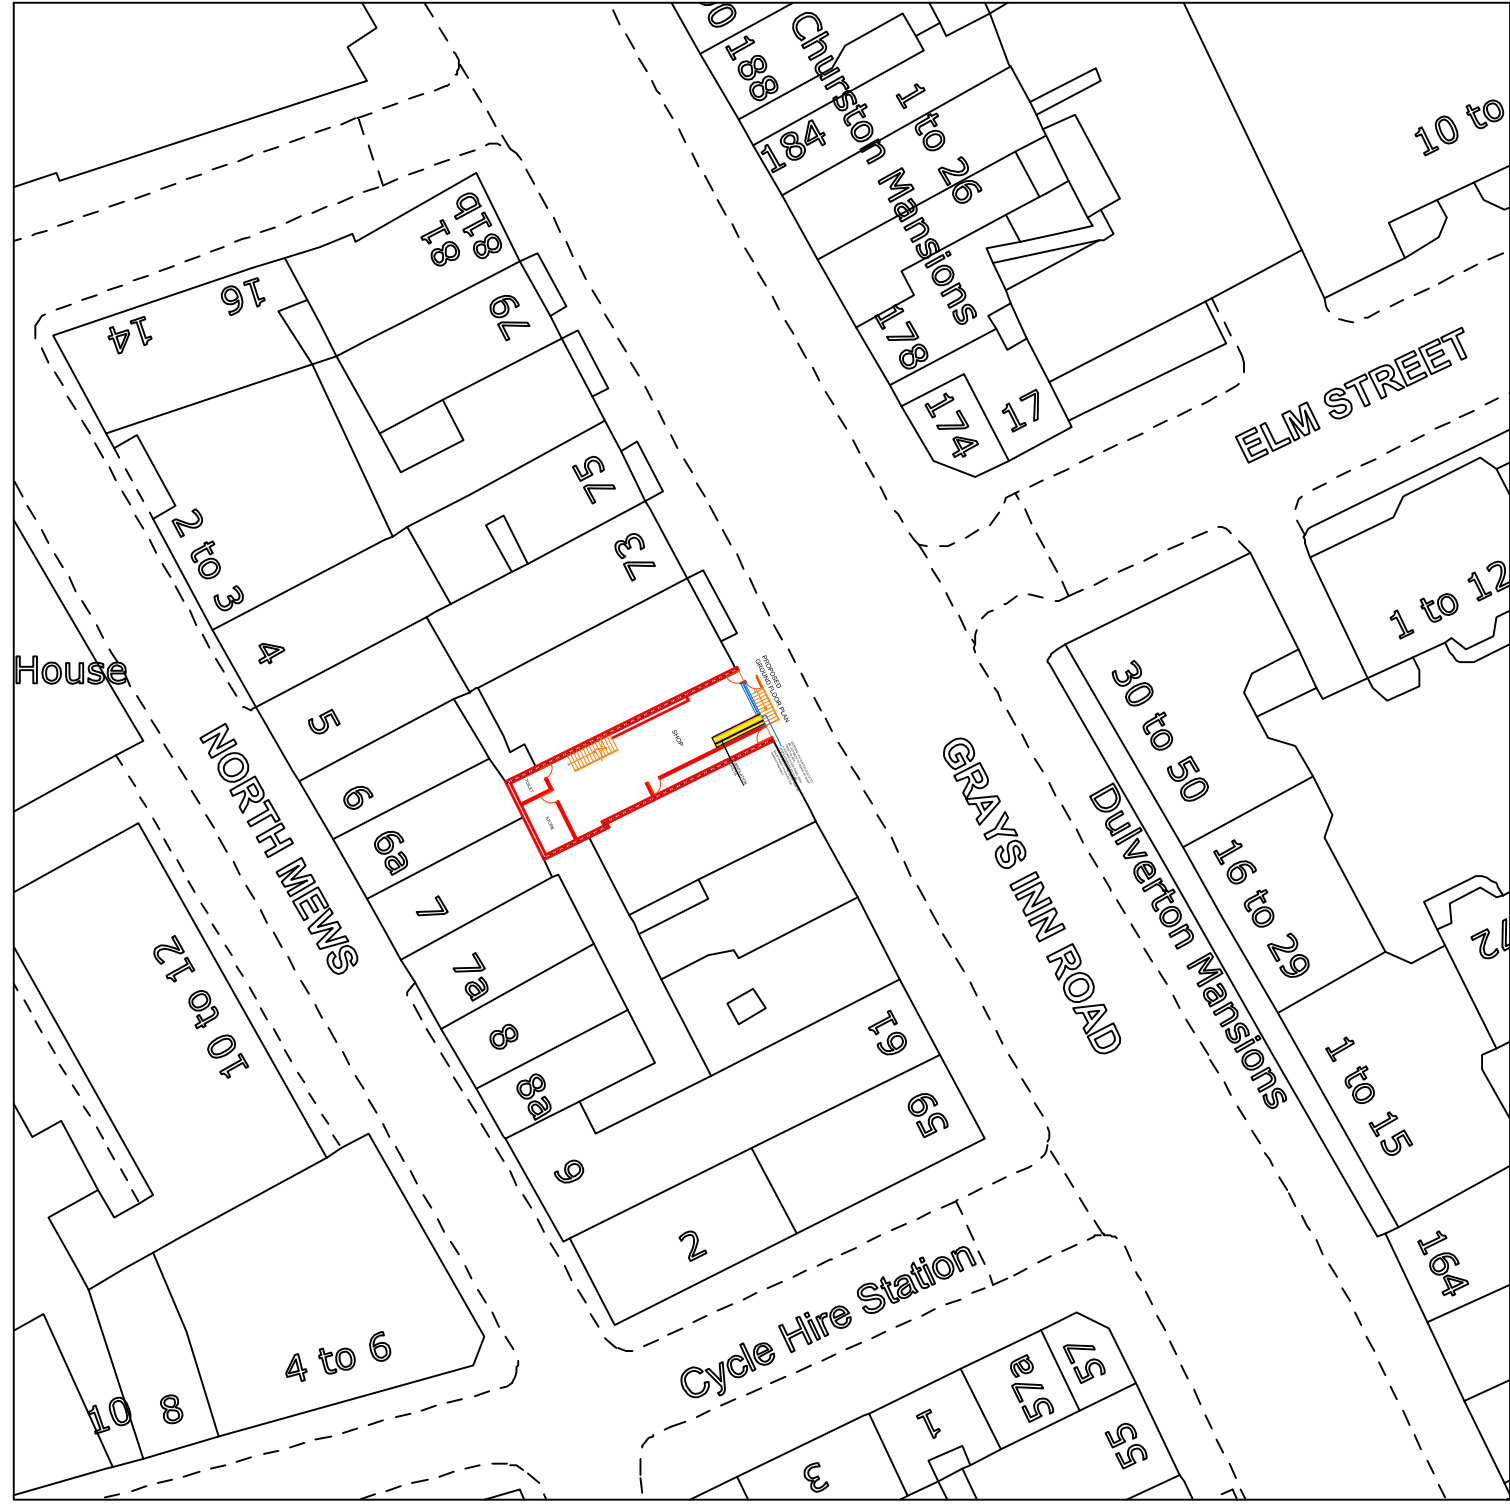 188
Churston Mansions
1 to 26
184
10 to
81b
81
16
14
79
178
174
17
ELM STREET
75
73
2 to 3
4
House
1 to 12
PROPOSED
GROUND FLOOR PLAN
SHOP
TOILET
STORE
5
30 to 50
NORTH MEWS
6
6a
7
GRAYS INN ROAD
Dulverton Mansions
16 to 29
10 to 12
7a
8
8a
61
59
1 to 15
9
2
164
Cycle Hire Station
4 to 6
10
8
57
57a
1
55
3